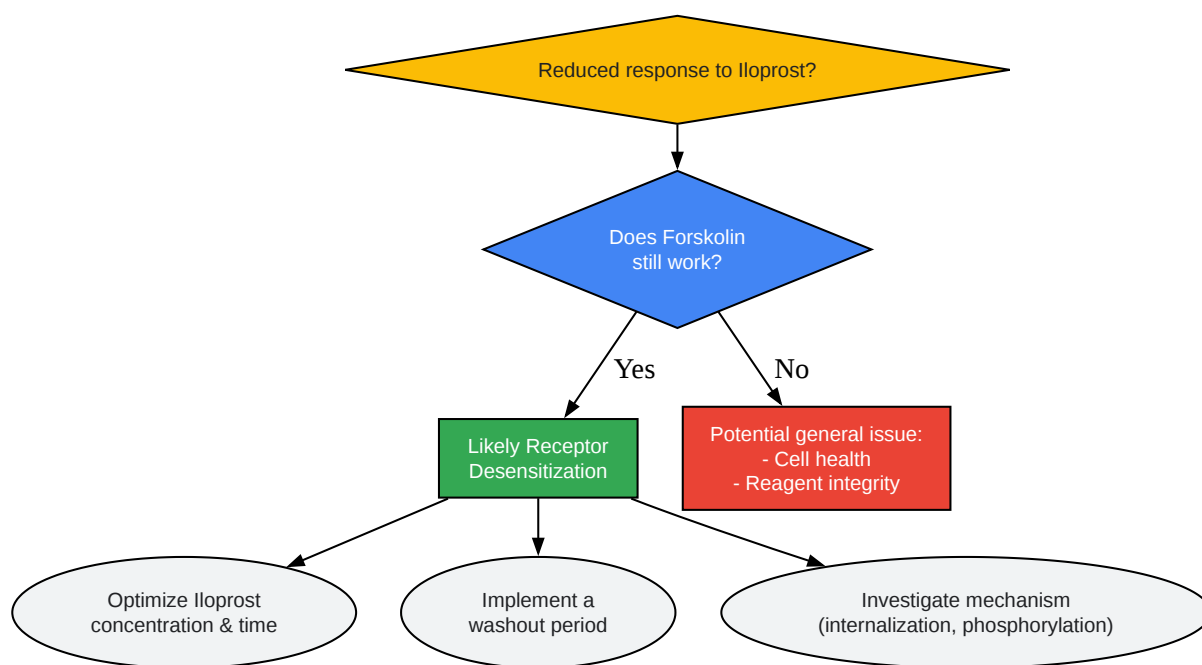 Reduced response to Iloprost?
Does Forskolin
still work?
Yes
No
Likely Receptor
Desensitization
Potential general issue:
- Cell health
- Reagent integrity
Optimize Iloprost
concentration & time
Implement a
washout period
Investigate mechanism
(internalization, phosphorylation)